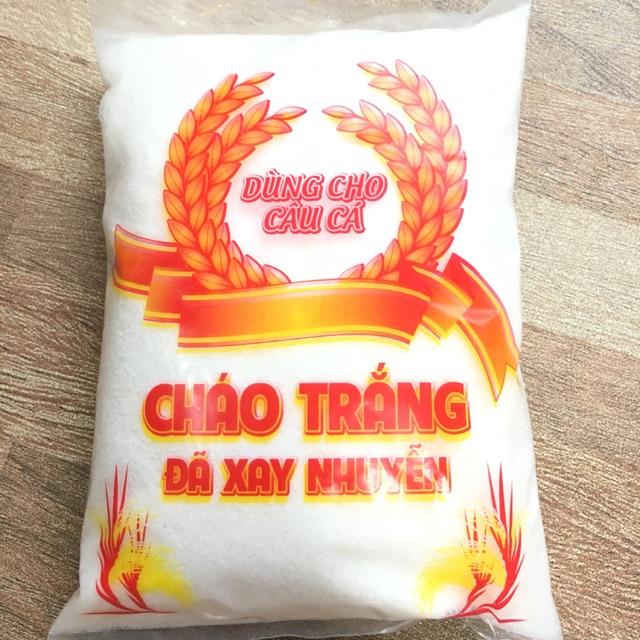 DÙNG CHO
CÂU CÁ
CHÁO TRẮNG
ĐÃ XAY NHUYỄN